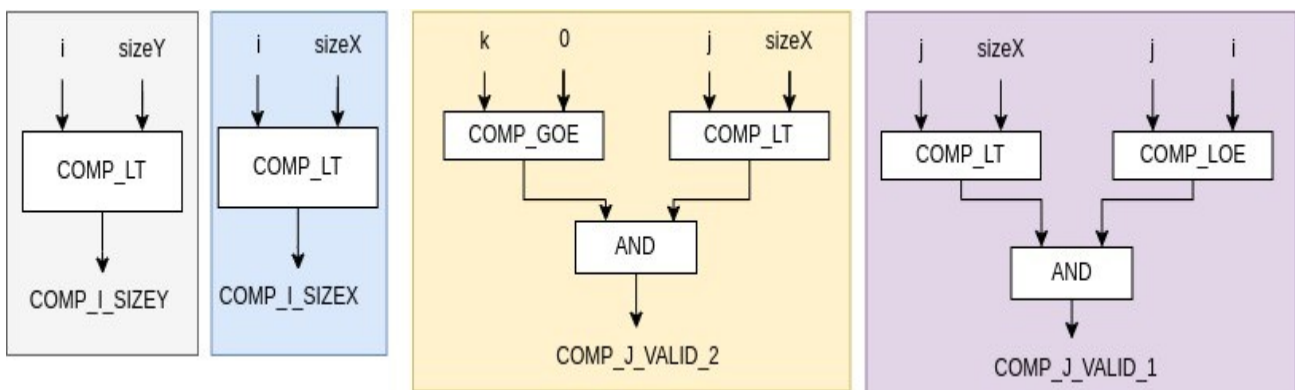 i sizeY
COMP_LT
COMP_I_SIZEY
i sizeX
COMP_LT
COMP_I_SIZEX
k 0 j sizeX
COMP_GOE COMP_LT
AND
COMP_J_VALID_2
j sizeX j i
COMP_LT COMP_LOE
AND
COMP_J_VALID_1